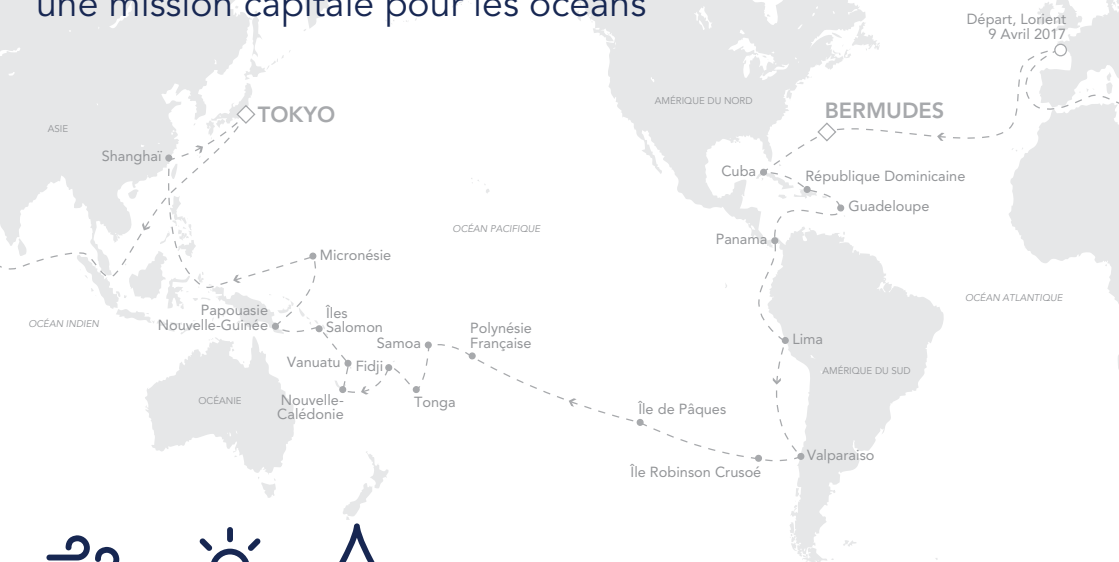 une mission capitale pour les océans
Départ, Lorient
9 Avril 2017
AMÉRIQUE DU NORD
BERMUDES
TOKYO
ASIE
Shanghaï
Cuba
République Dominicaine
Guadeloupe
OCÉAN PACIFIQUE
Panama
Micronésie
OCÉAN ATLANTIQUE
Papouasie
Nouvelle-Guinée
Îles
Salomon
OCÉAN INDIEN
Polynésie
Française
Samoa
Lima
Vanuatu
Fidji
AMÉRIQUE DU SUD
OCÉANIE
Nouvelle-
Calédonie
Tonga
Île de Pâques
Valparaiso
Île Robinson Crusoé